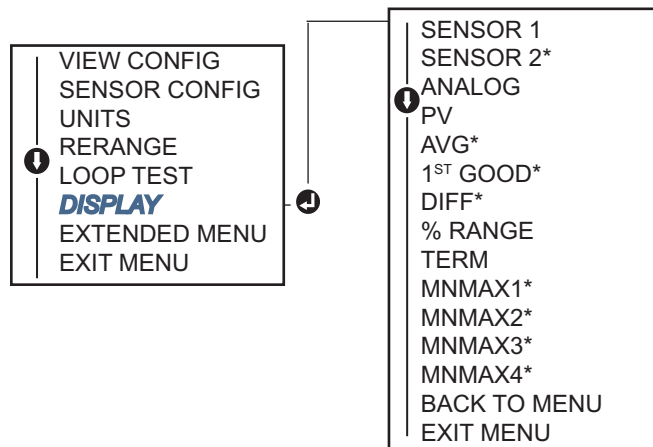 VIEW CONFIG
SENSOR CONFIG
UNITS
RERANGE
LOOP TEST
DISPLAY
EXTENDED MENU
EXIT MENU
SENSOR 1
SENSOR 2*
ANALOG
PV
AVG*
1ST GOOD*
DIFF*
% RANGE
TERM
MNMAX1*
MNMAX2*
MNMAX3*
MNMAX4*
BACK TO MENU
EXIT MENU